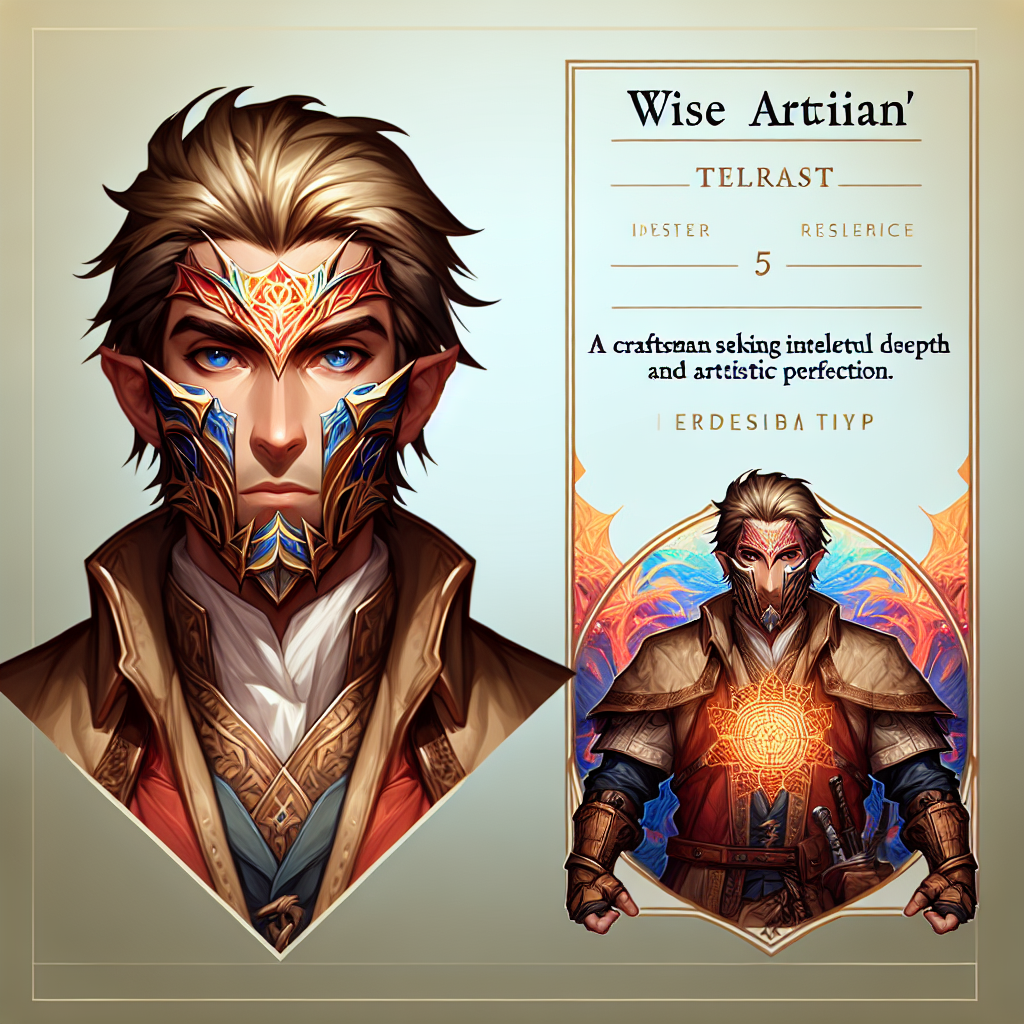 Wise Artiian'
TELRAST
IDESTER RESLERICE
5
A craftsman seking inteletul deepth
and artistic perfection.
ERDESIBA TIYP